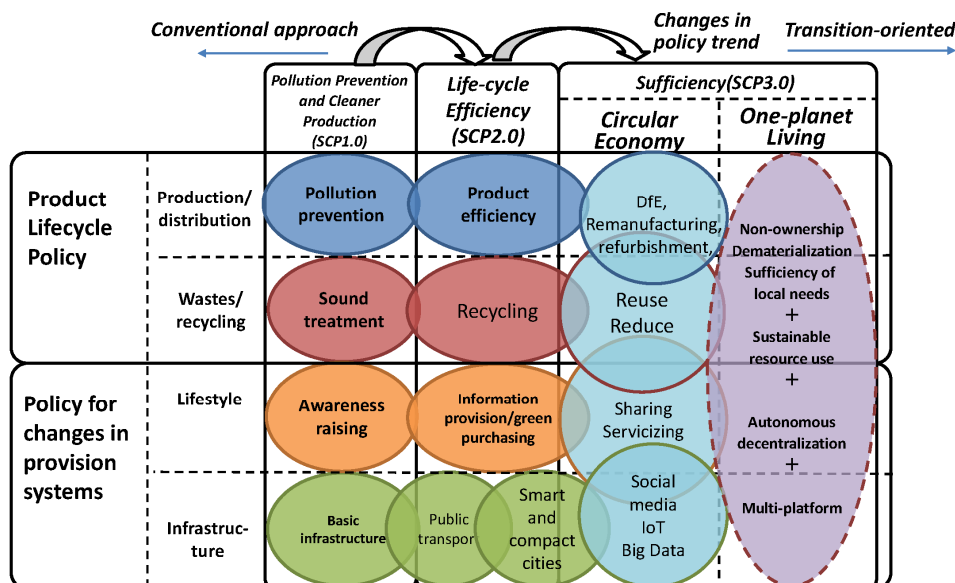 Conventional approach
Changes in
policy trend
Transition-oriented
Pollution Prevention
and Cleaner
Production
(SCP1.0)
Life-cycle
Efficiency
(SCP2.0)
Sufficiency(SCP3.0)
Circular
Economy
One-planet
Living
Product
Lifecycle
Policy
Production/
distribution
Pollution
prevention
Product
efficiency
DfE,
Remanufacturing,
refurbishment,
Wastes/
recycling
Sound
treatment
Recycling
Reuse
Reduce
Policy for
changes in
provision
systems
Lifestyle
Awareness
raising
Information
provision/green
purchasing
Sharing
Servicizing
Infrastruc-
ture
Basic
infrastructure
Public
transpor
Smart
and
compact
cities
Social
media
IoT
Big Data
Non-ownership
Dematerialization
Sufficiency of
local needs
+
Sustainable
resource use
+
Autonomous
decentralization
+
Multi-platform